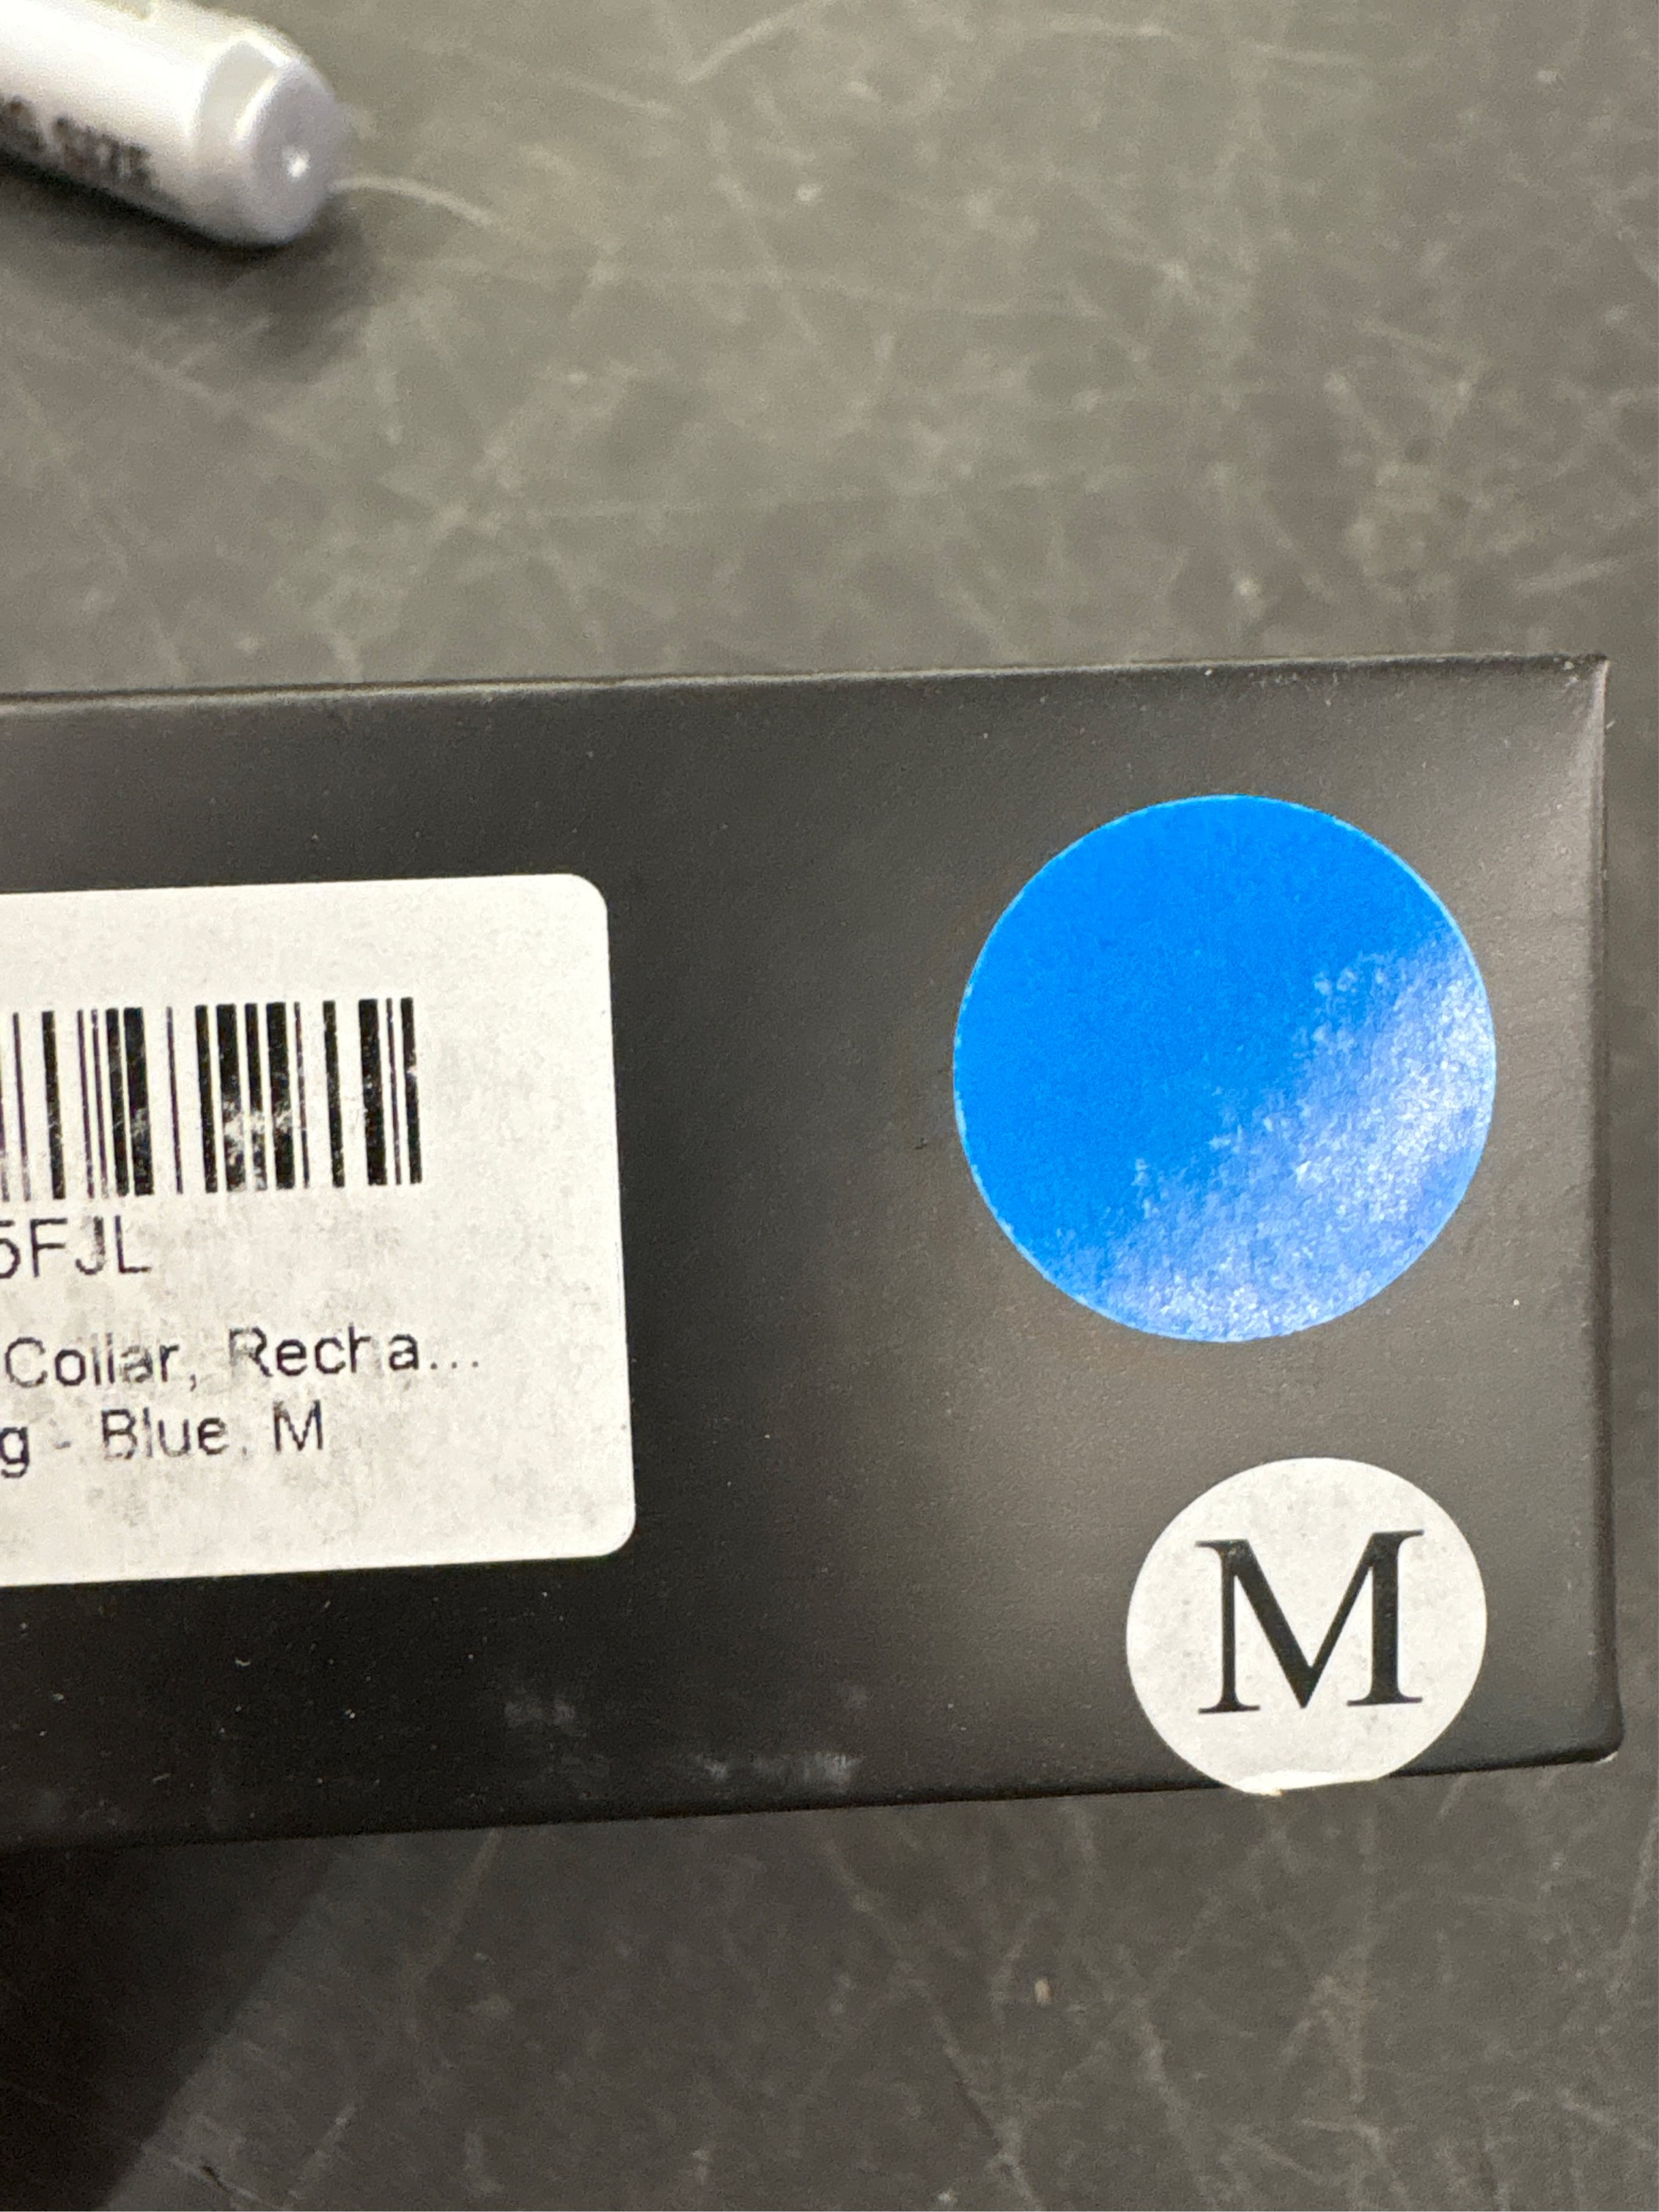 5FJL
Collar, Recha...
g - Blue, M
M